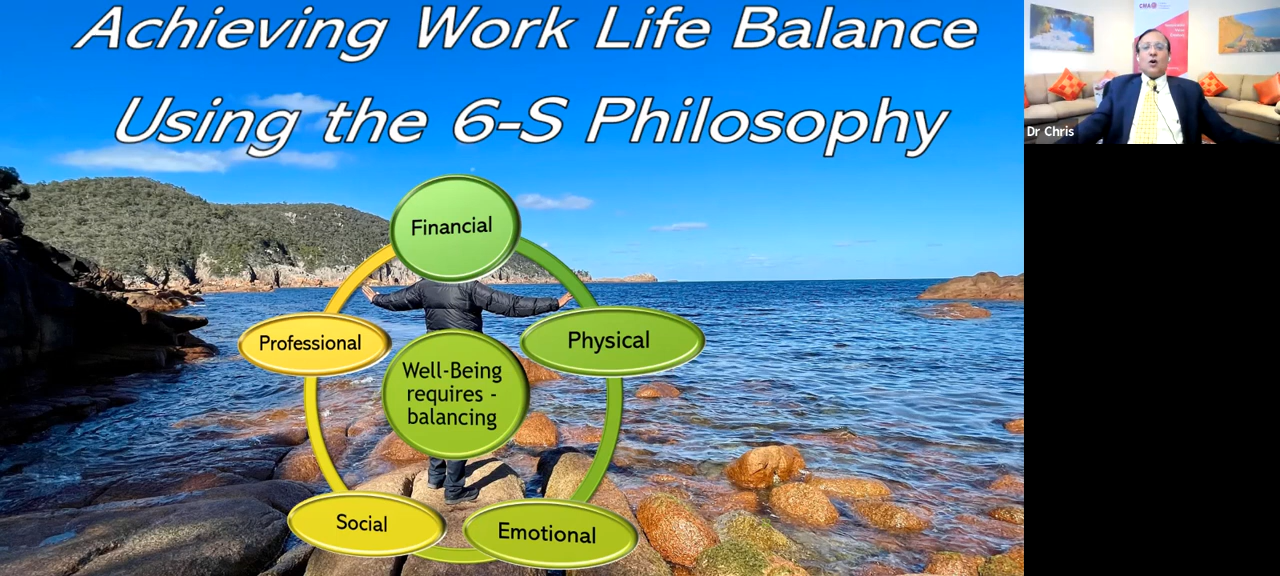 Achieving Work Life Balance
Using the 6-S Philosophy
Financial
Professional
Physical
Well-Being
requires -
balancing
Social
Emotional
CMA
Dr Chris